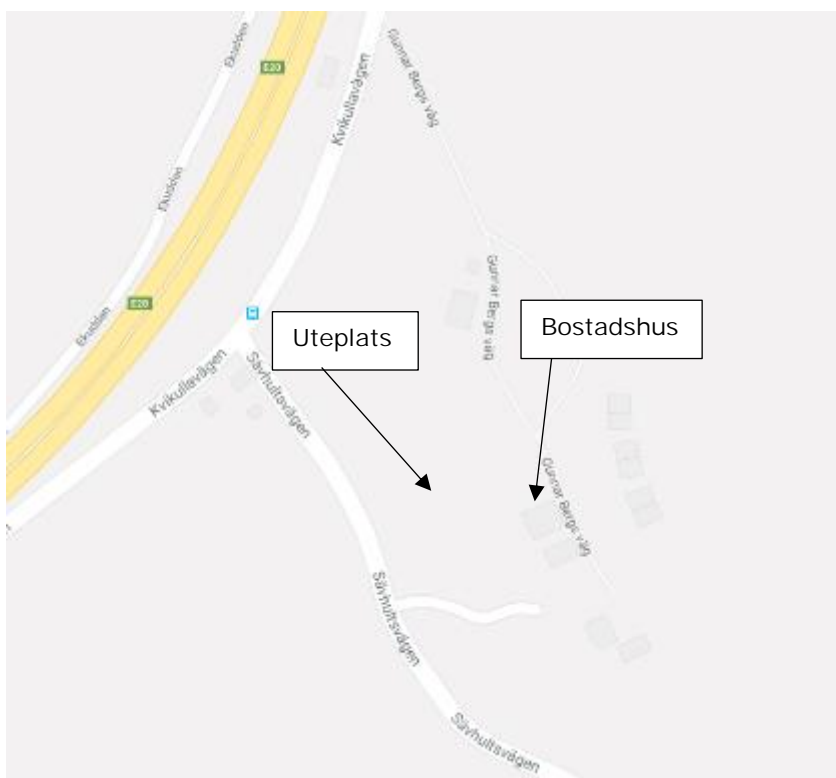 Ekudden
E20
Kvikullavägen
Gunnar Bergs väg
Ekudden
Gunnar Bergs väg
E20
Ekudden
Uteplats
Bostadshus
Kvikullavägen
Sävhultsvägen
Gunnar Bergs väg
Sävhultsvägen
Sävhultsvägen